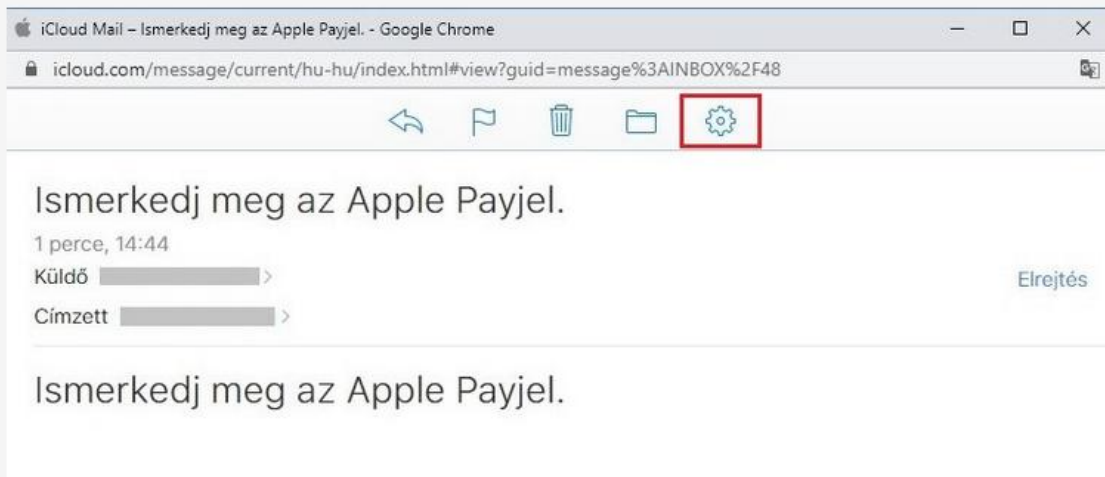 iCloud Mail – Ismerkedj meg az Apple Payjel. - Google Chrome
icloud.com/message/current/hu-hu/index.html#view?guid=message%3AINBOX%2F48
Ismerkedj meg az Apple Payjel.
1 perce, 14:44
Küldő
Elrejtés
Címzett
Ismerkedj meg az Apple Payjel.